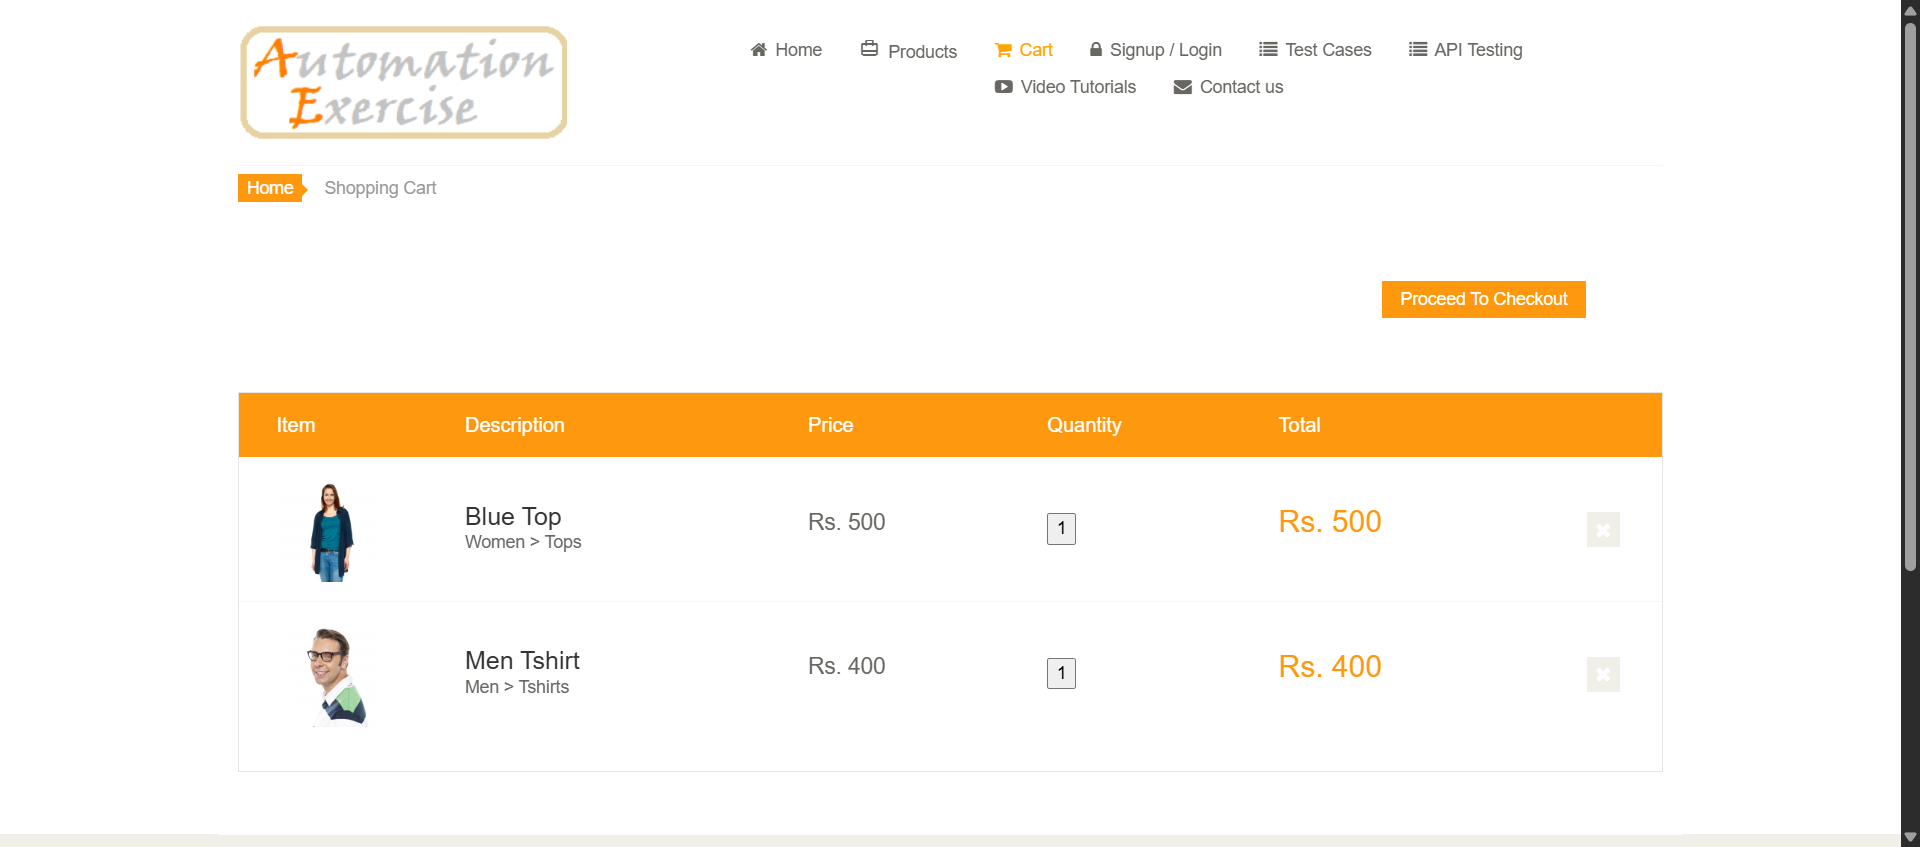 Automation
Exercise
Home Products Cart Signup / Login Test Cases API Testing
Video Tutorials Contact us
Home Shopping Cart
Proceed To Checkout
Item Description Price Quantity Total
Blue Top
Women > Tops
Rs. 500 1 Rs. 500
Men Tshirt
Men > Tshirts
Rs. 400 1 Rs. 400